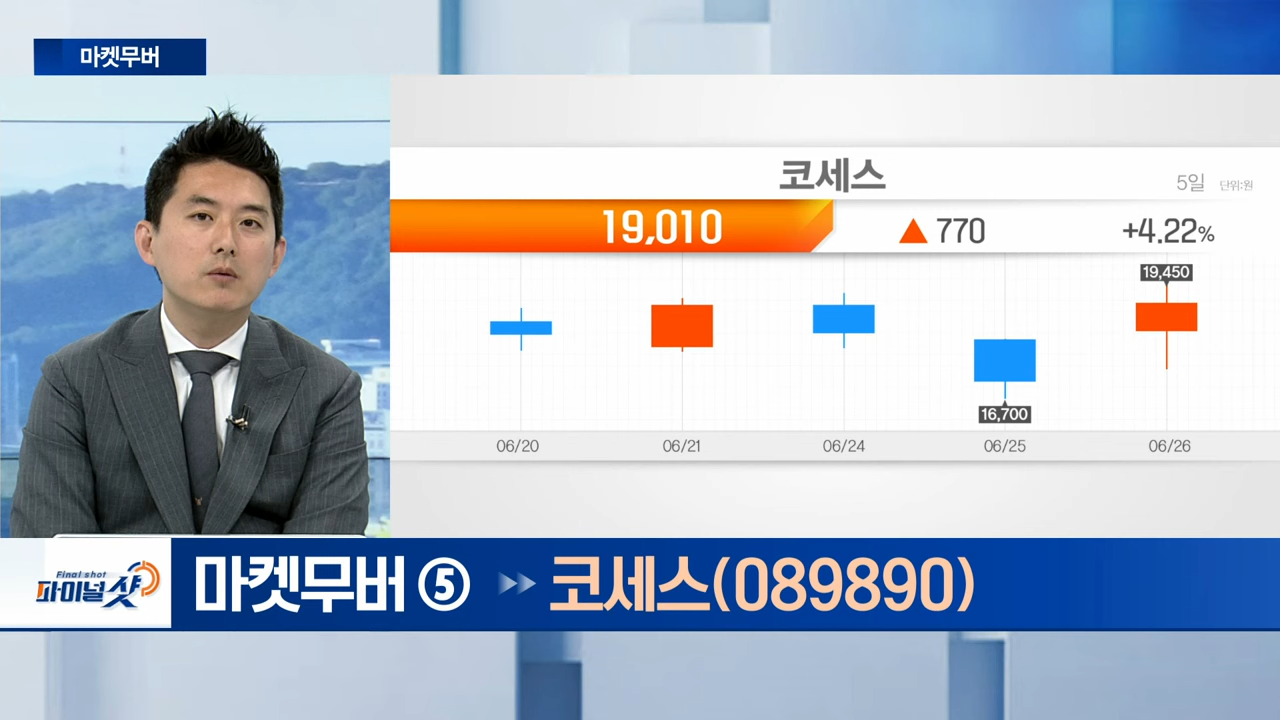 마켓무버
코세스
5일 단위:원
19,010 ▲ 770 +4.22%
19,450
16,700
06/20 06/21 06/24 06/25 06/26
Final shot
파이널샷
마켓무버 ⑤ 코세스(089890)